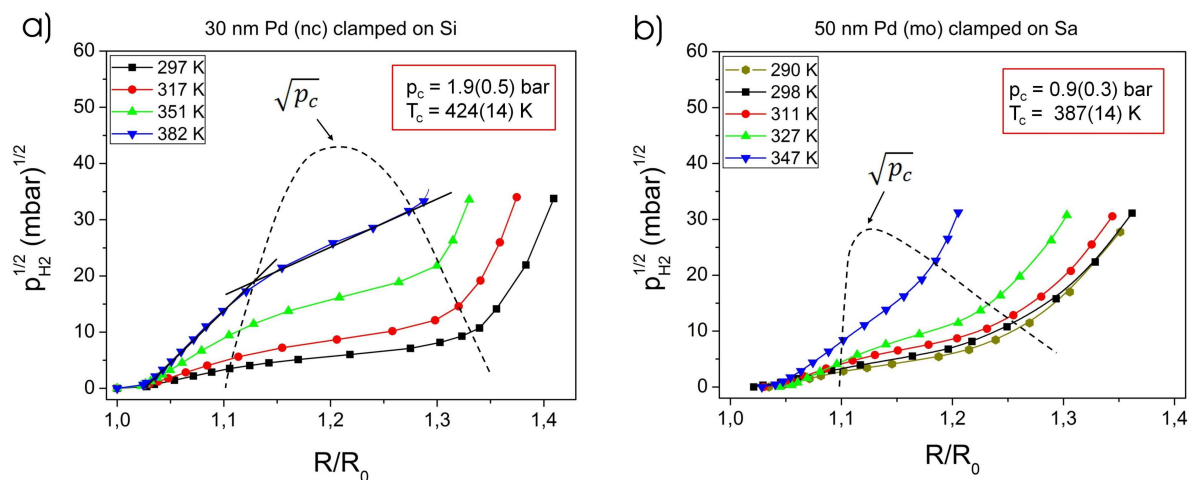 a)
30 nm Pd (nc) clamped on Si
60
50
40
30
20
10
0
1,0
1,1
1,2
1,3
1,4
p_H2^1/2 (mbar)^1/2
R/R_0
297 K
317 K
351 K
382 K
√p_c
p_c = 1.9(0.5) bar
T_c = 424(14) K
b)
50 nm Pd (mo) clamped on Sa
60
50
40
30
20
10
0
1,0
1,1
1,2
1,3
1,4
p_H2^1/2 (mbar)^1/2
R/R_0
290 K
298 K
311 K
327 K
347 K
√p_c
p_c = 0.9(0.3) bar
T_c = 387(14) K